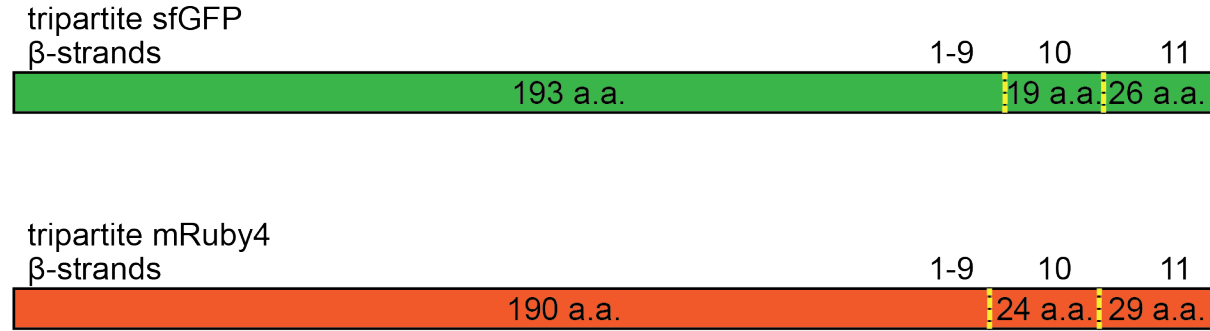 tripartite sfGFP
β-strands 1-9 10 11
193 a.a. 19 a.a. 26 a.a.
tripartite mRuby4
β-strands 1-9 10 11
190 a.a. 24 a.a. 29 a.a.